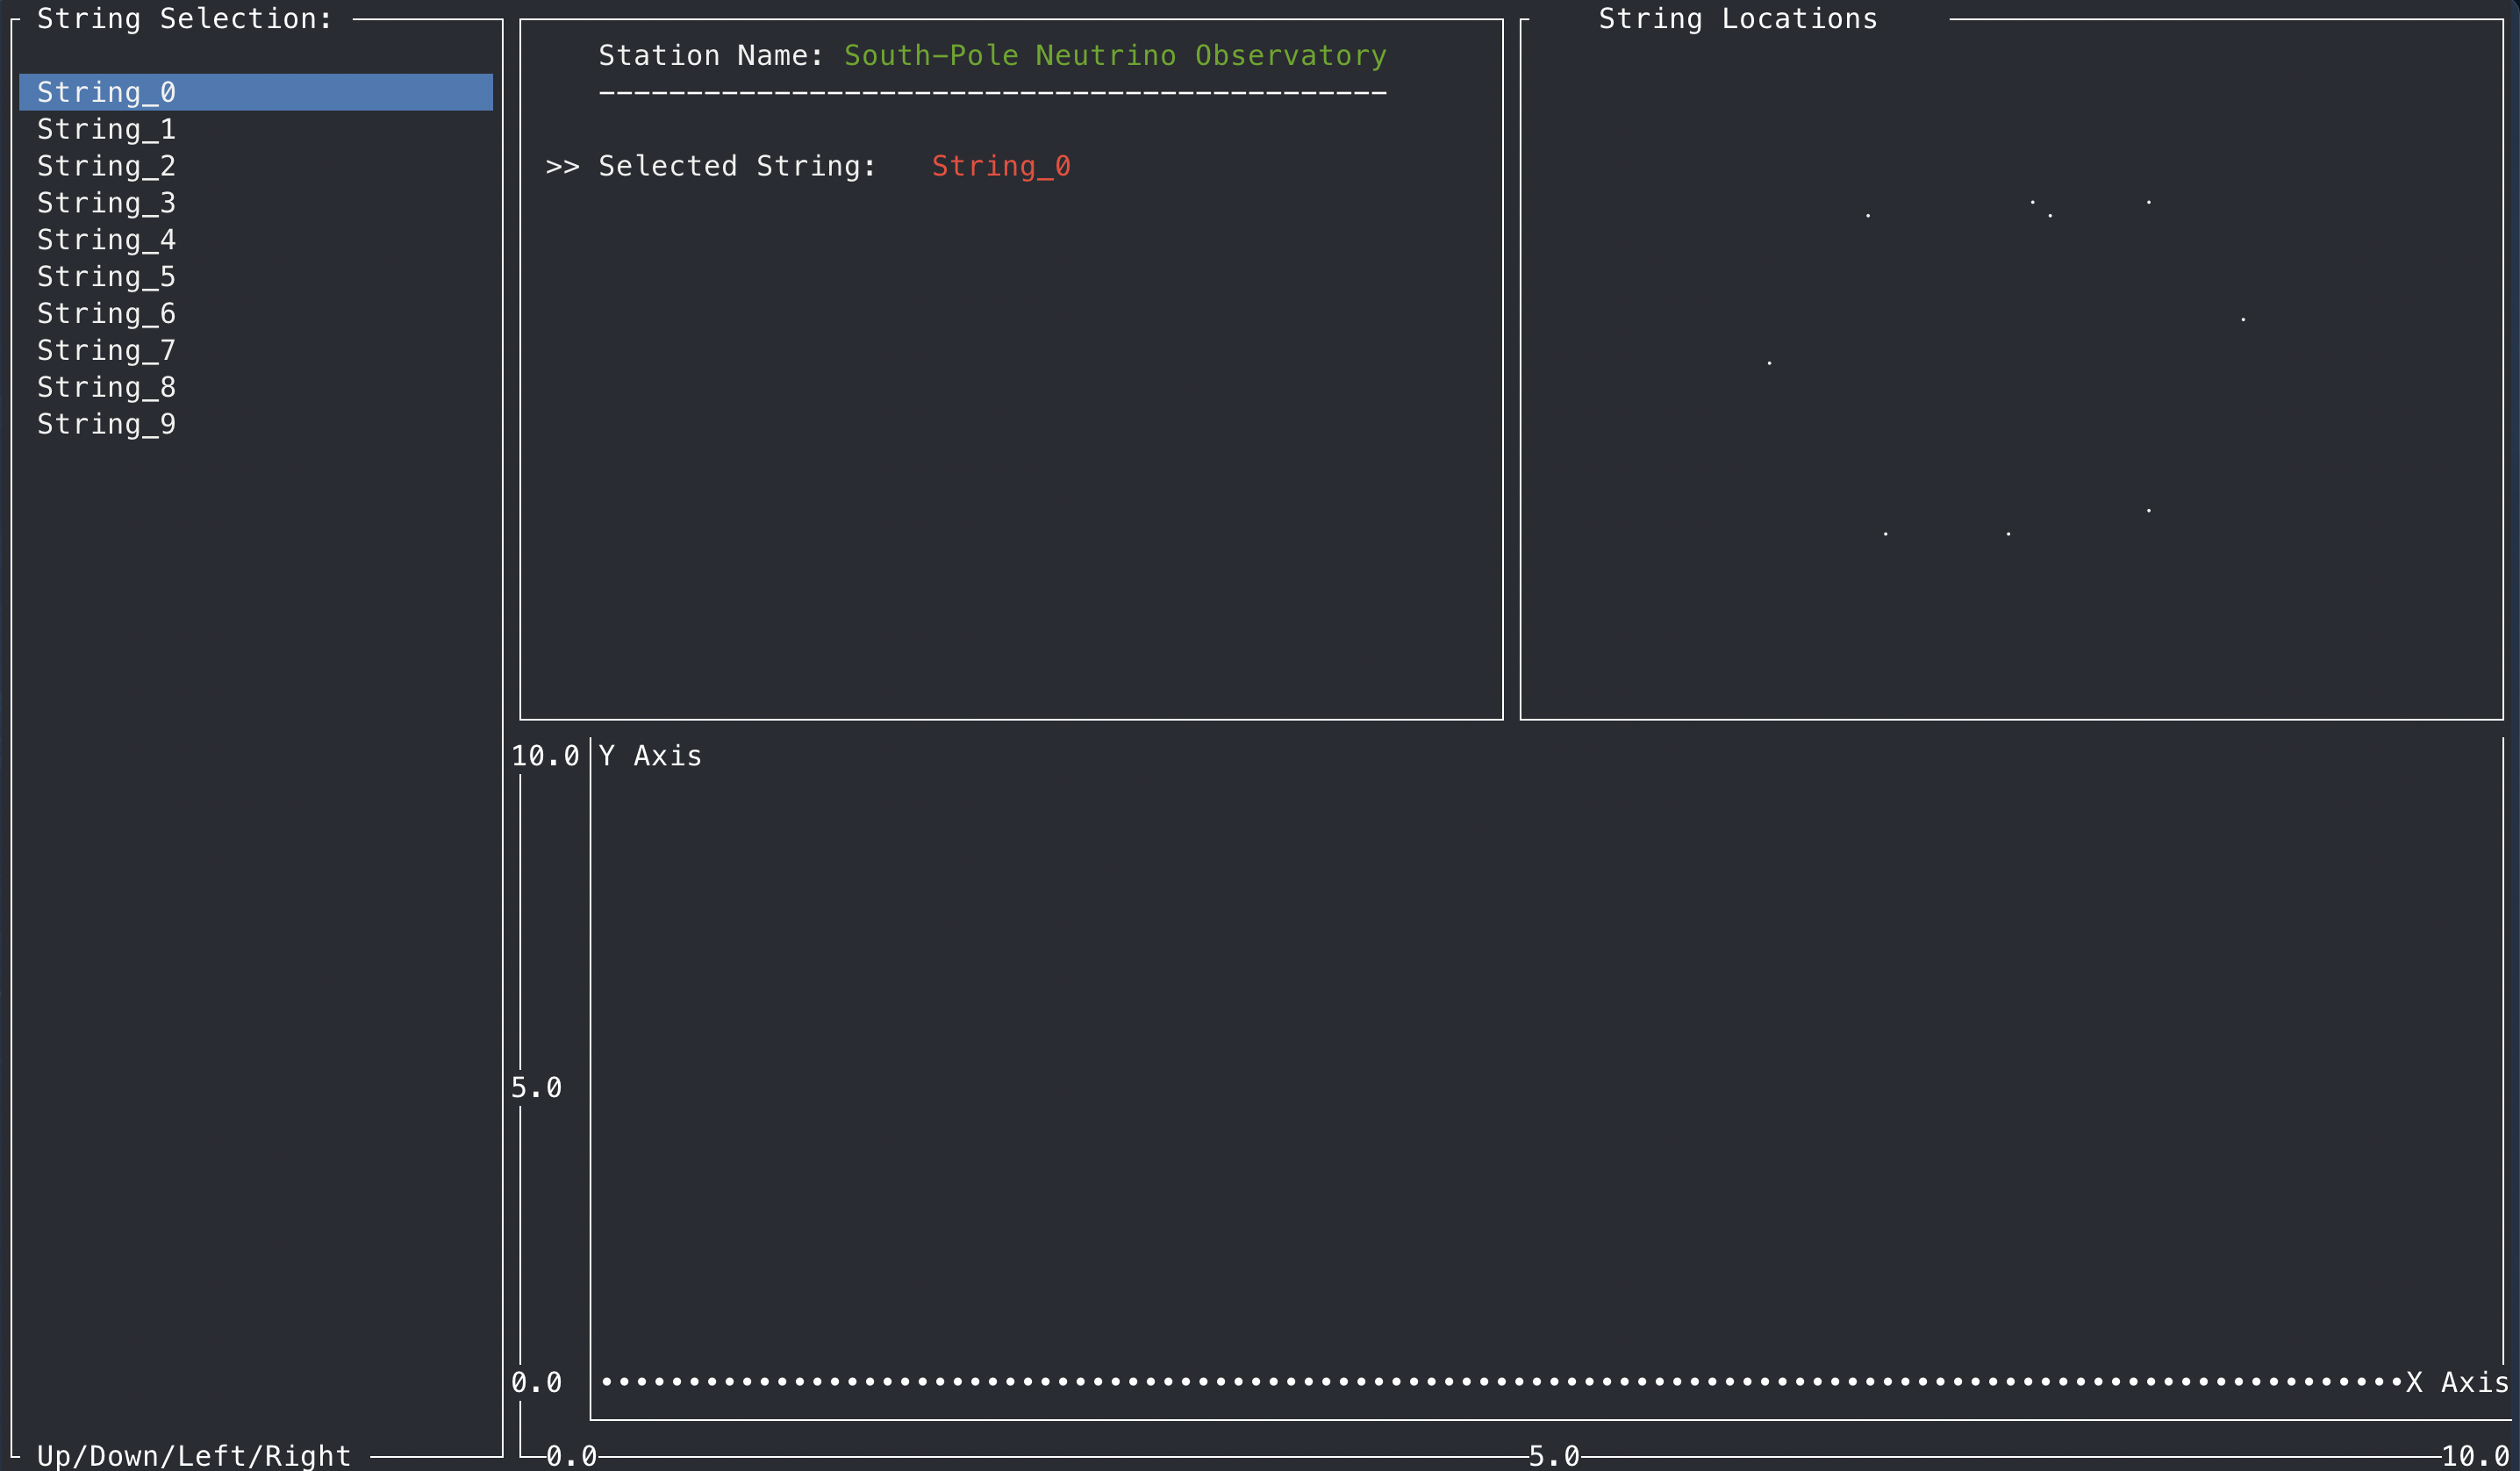 String Selection:
String_0
String_1
String_2
String_3
String_4
String_5
String_6
String_7
String_8
String_9
Up/Down/Left/Right
Station Name: South-Pole Neutrino Observatory
---------------------------------------------
>> Selected String: String_0
String Locations
10.0
Y Axis
5.0
0.0
X Axis
0.0
5.0
10.0